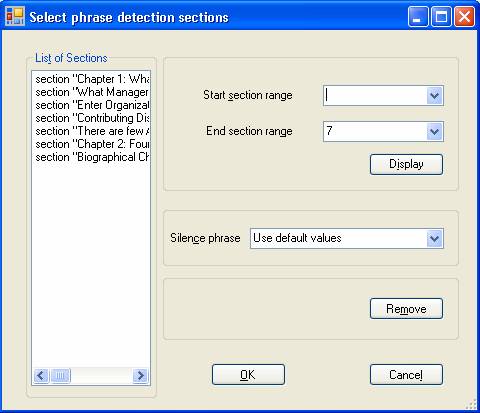 Select phrase detection sections
List of Sections
section "Chapter 1: Wha
section "What Manager
section "Enter Organizat
section "Contributing Dis
section "There are few A
section "Chapter 2: Four
section "Biographical Ch
Start section range
End section range 7
Display
Silence phrase Use default values
Remove
OK Cancel